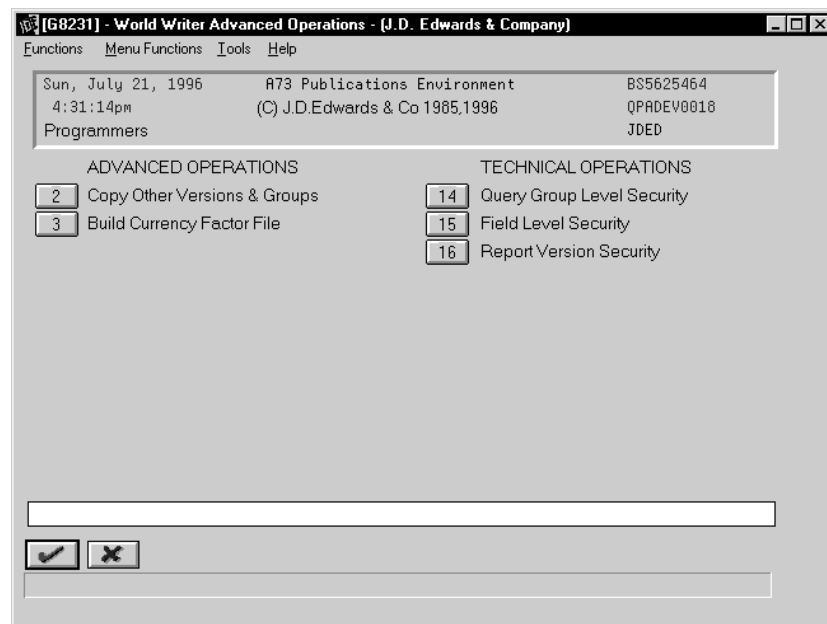 [G8231] - World Writer Advanced Operations - (J.D. Edwards & Company)
Functions Menu Functions Tools Help
Sun, July 21, 1996 A73 Publications Environment BS5625464
4:31:14pm (C) J.D.Edwards & Co 1985,1996 QPADEV0018
Programmers JDED
ADVANCED OPERATIONS TECHNICAL OPERATIONS
2 Copy Other Versions & Groups 14 Query Group Level Security
3 Build Currency Factor File 15 Field Level Security
16 Report Version Security